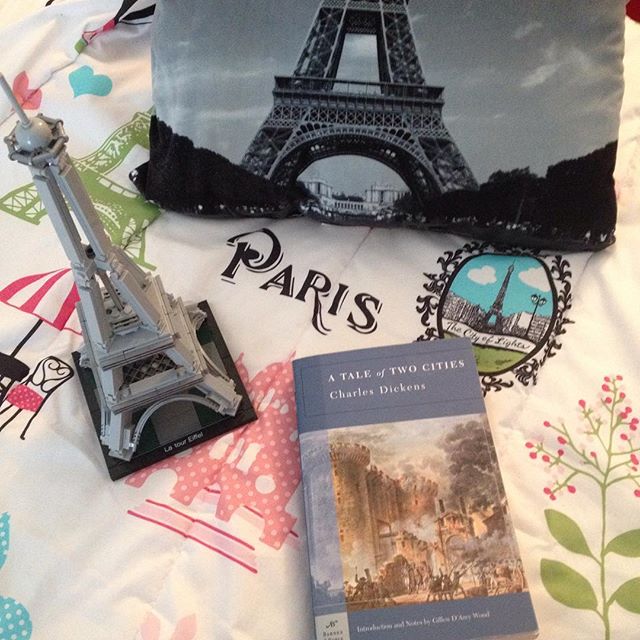 PARIS
The City of Lights
La tour Eiffel
A TALE of TWO CITIES
Charles Dickens
BARNES
Introduction and Notes by Gillen D'Arcy Wood